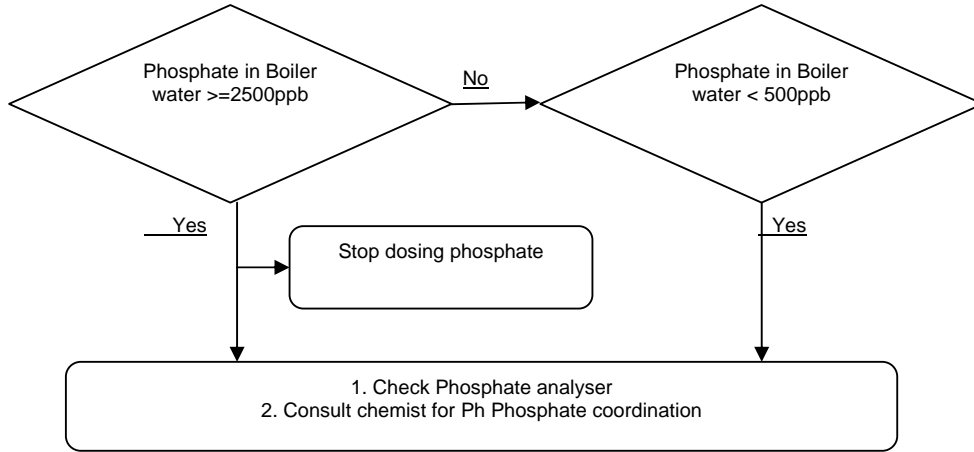 Phosphate in Boiler
water >=2500ppb
No
Phosphate in Boiler
water < 500ppb
Yes
Yes
Stop dosing phosphate
1. Check Phosphate analyser
2. Consult chemist for Ph Phosphate coordination